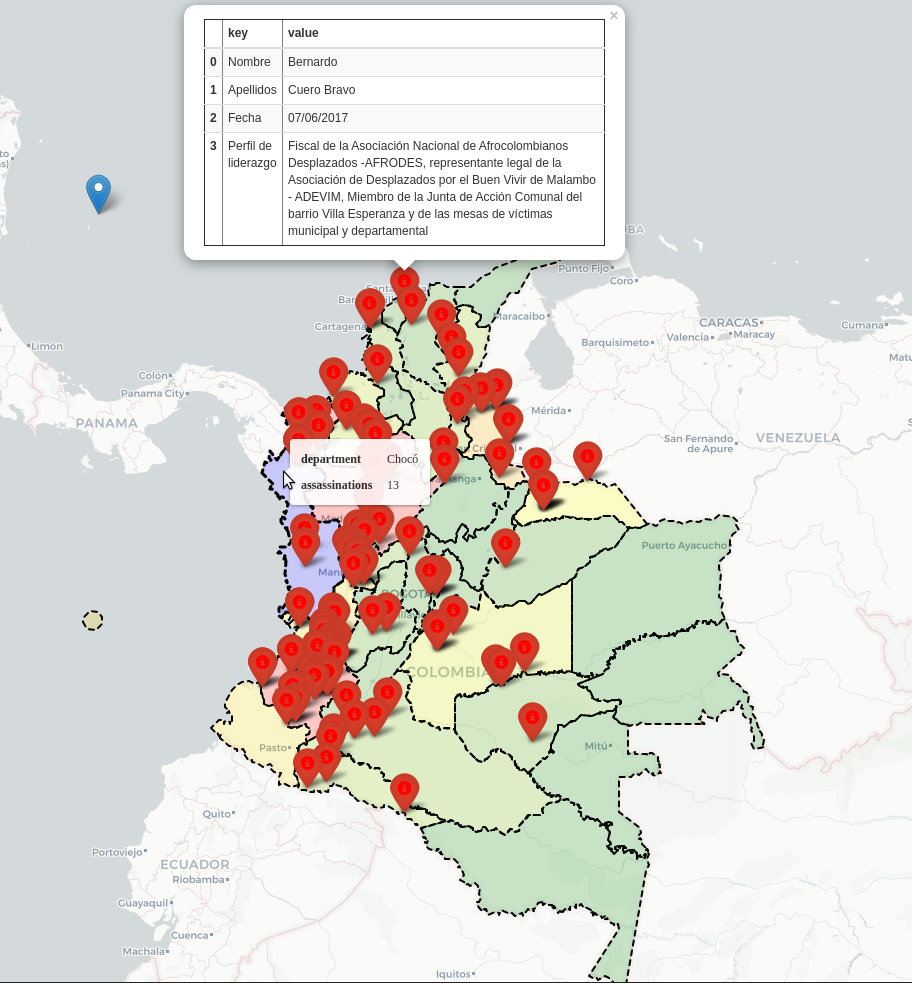 ×
key value
0 Nombre Bernardo
1 Apellidos Cuero Bravo
2 Fecha 07/06/2017
3 Perfil de liderazgo
Fiscal de la Asociación Nacional de Afrocolombianos
Desplazados -AFRODES, representante legal de la
Asociación de Desplazados por el Buen Vivir de Malambo
- ADEVIM, Miembro de la Junta de Acción Comunal del
barrio Villa Esperanza y de las mesas de víctimas
municipal y departamental
UBA
Punto Fijo
Coro
Santa
Bar
Maracaibo
Cartagena
CARACAS
Cumana
Valencia
Maracay
Barquisimeto
Limón
Matu
Colón
Panama City
Mérida
PANAMA
San Fernando
de Apure
VENEZUELA
department Chocó
assassinations 13
Puerto Ayacucho
BOGOTA
COLOMBIA
Pasto
Mitú
Quito
Portoviejo
ECUADOR
Riobamba
Guayaquil
Cuenca
Machala
Iquitos